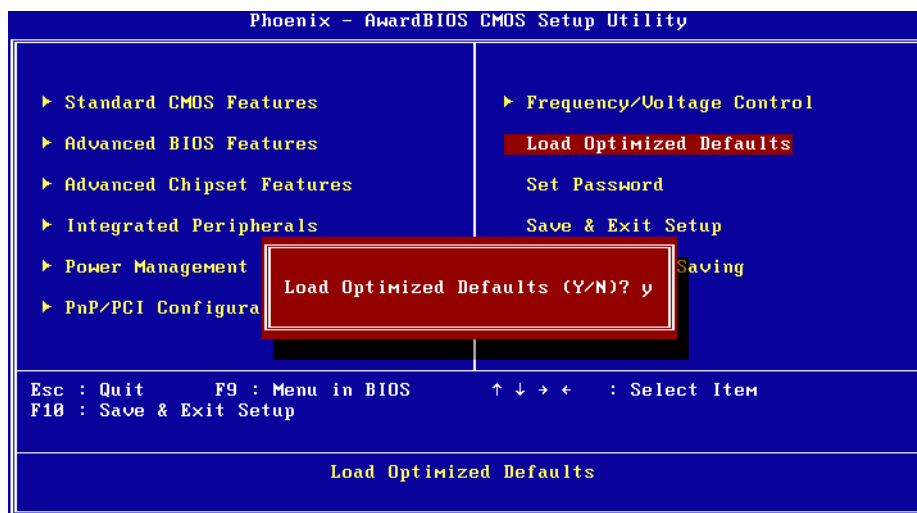 Phoenix - AwardBIOS CMOS Setup Utility
► Standard CMOS Features
► Advanced BIOS Features
► Advanced Chipset Features
► Integrated Peripherals
► Power Management
► PnP/PCI Configura
► Frequency/Voltage Control
Load Optimized Defaults
Set Password
Save & Exit Setup
Saving
Load Optimized Defaults (Y/N)? y
Esc : Quit F9 : Menu in BIOS ↑ ↓ → ← : Select Item
F10 : Save & Exit Setup
Load Optimized Defaults